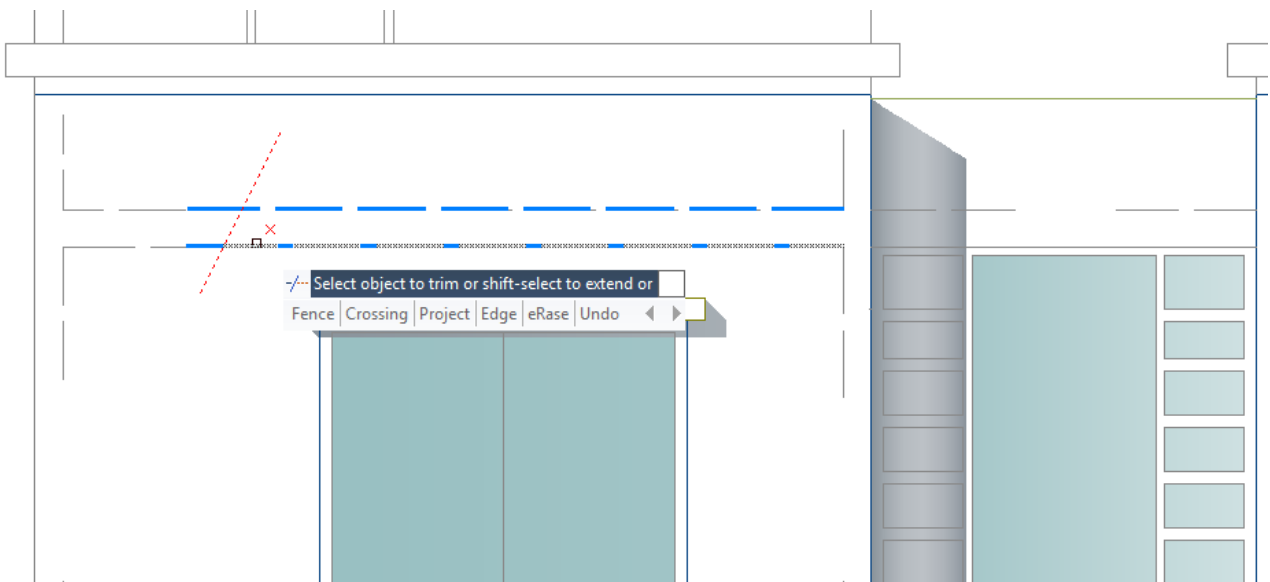 Select object to trim or shift-select to extend or
Fence Crossing Project Edge eRase Undo